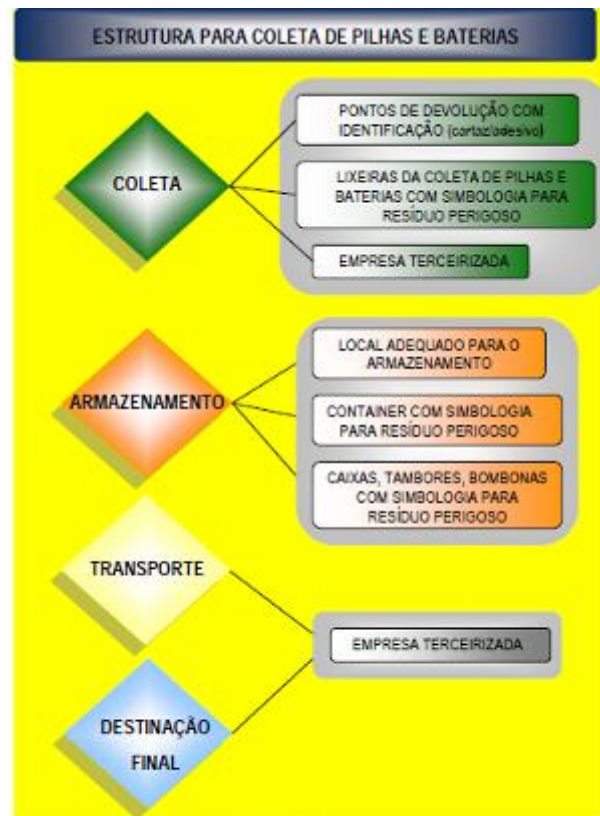 ESTRUTURA PARA COLETA DE PILHAS E BATERIAS
COLETA
PONTOS DE DEVOLUÇÃO COM
IDENTIFICAÇÃO (cartaz/adesivo)
LIXEIRAS DA COLETA DE PILHAS E
BATERIAS COM SIMBOLOGIA PARA
RESÍDUO PERIGOSO
EMPRESA TERCEIRIZADA
ARMAZENAMENTO
LOCAL ADEQUADO PARA O
ARMAZENAMENTO
CONTAINER COM SIMBOLOGIA
PARA RESÍDUO PERIGOSO
CAIXAS, TAMBORES, BOMBONAS
COM SIMBOLOGIA PARA
RESÍDUO PERIGOSO
TRANSPORTE
EMPRESA TERCEIRIZADA
DESTINAÇÃO
FINAL